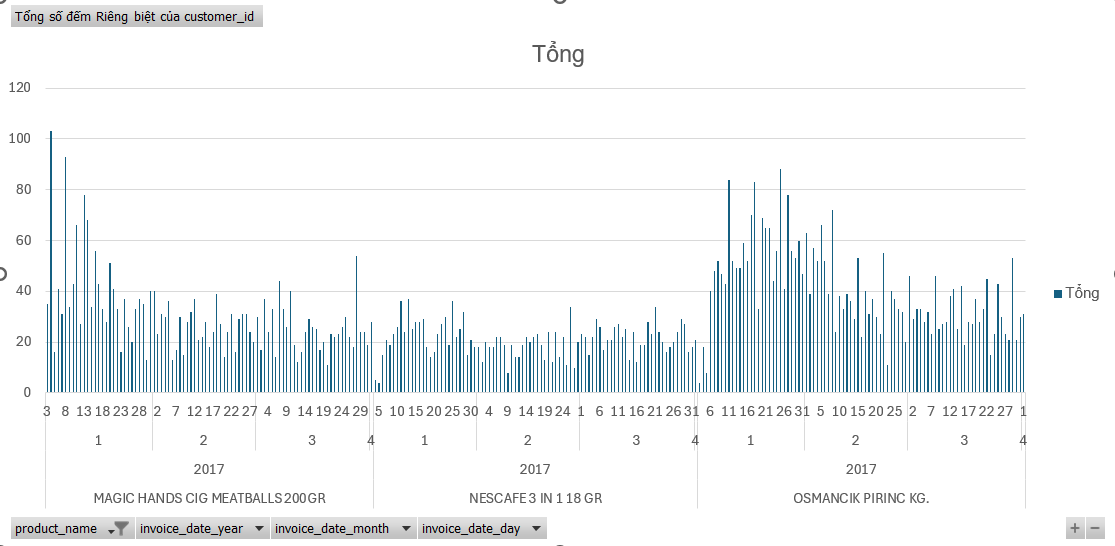 Tổng số đếm Riêng biệt của customer_id
Tổng
120
100
80
60
40
20
0
Tổng
3 8 13 18 23 28 2 7 12 17 22 27 4 9 14 19 24 29 5 10 15 20 25 30 4 9 14 19 24 1 6 11 16 21 26 31 6 11 16 21 26 31 5 10 15 20 25 2 7 12 17 22 27 1
1 2 3 4 1 2 3 4 1 2 3 4
2017 2017 2017
MAGIC HANDS CIG MEATBALLS 200 GR NESCAFE 3 IN 1 18 GR OSMANCIK PIRINC KG.
product_name invoice_date_year invoice_date_month invoice_date_day + −